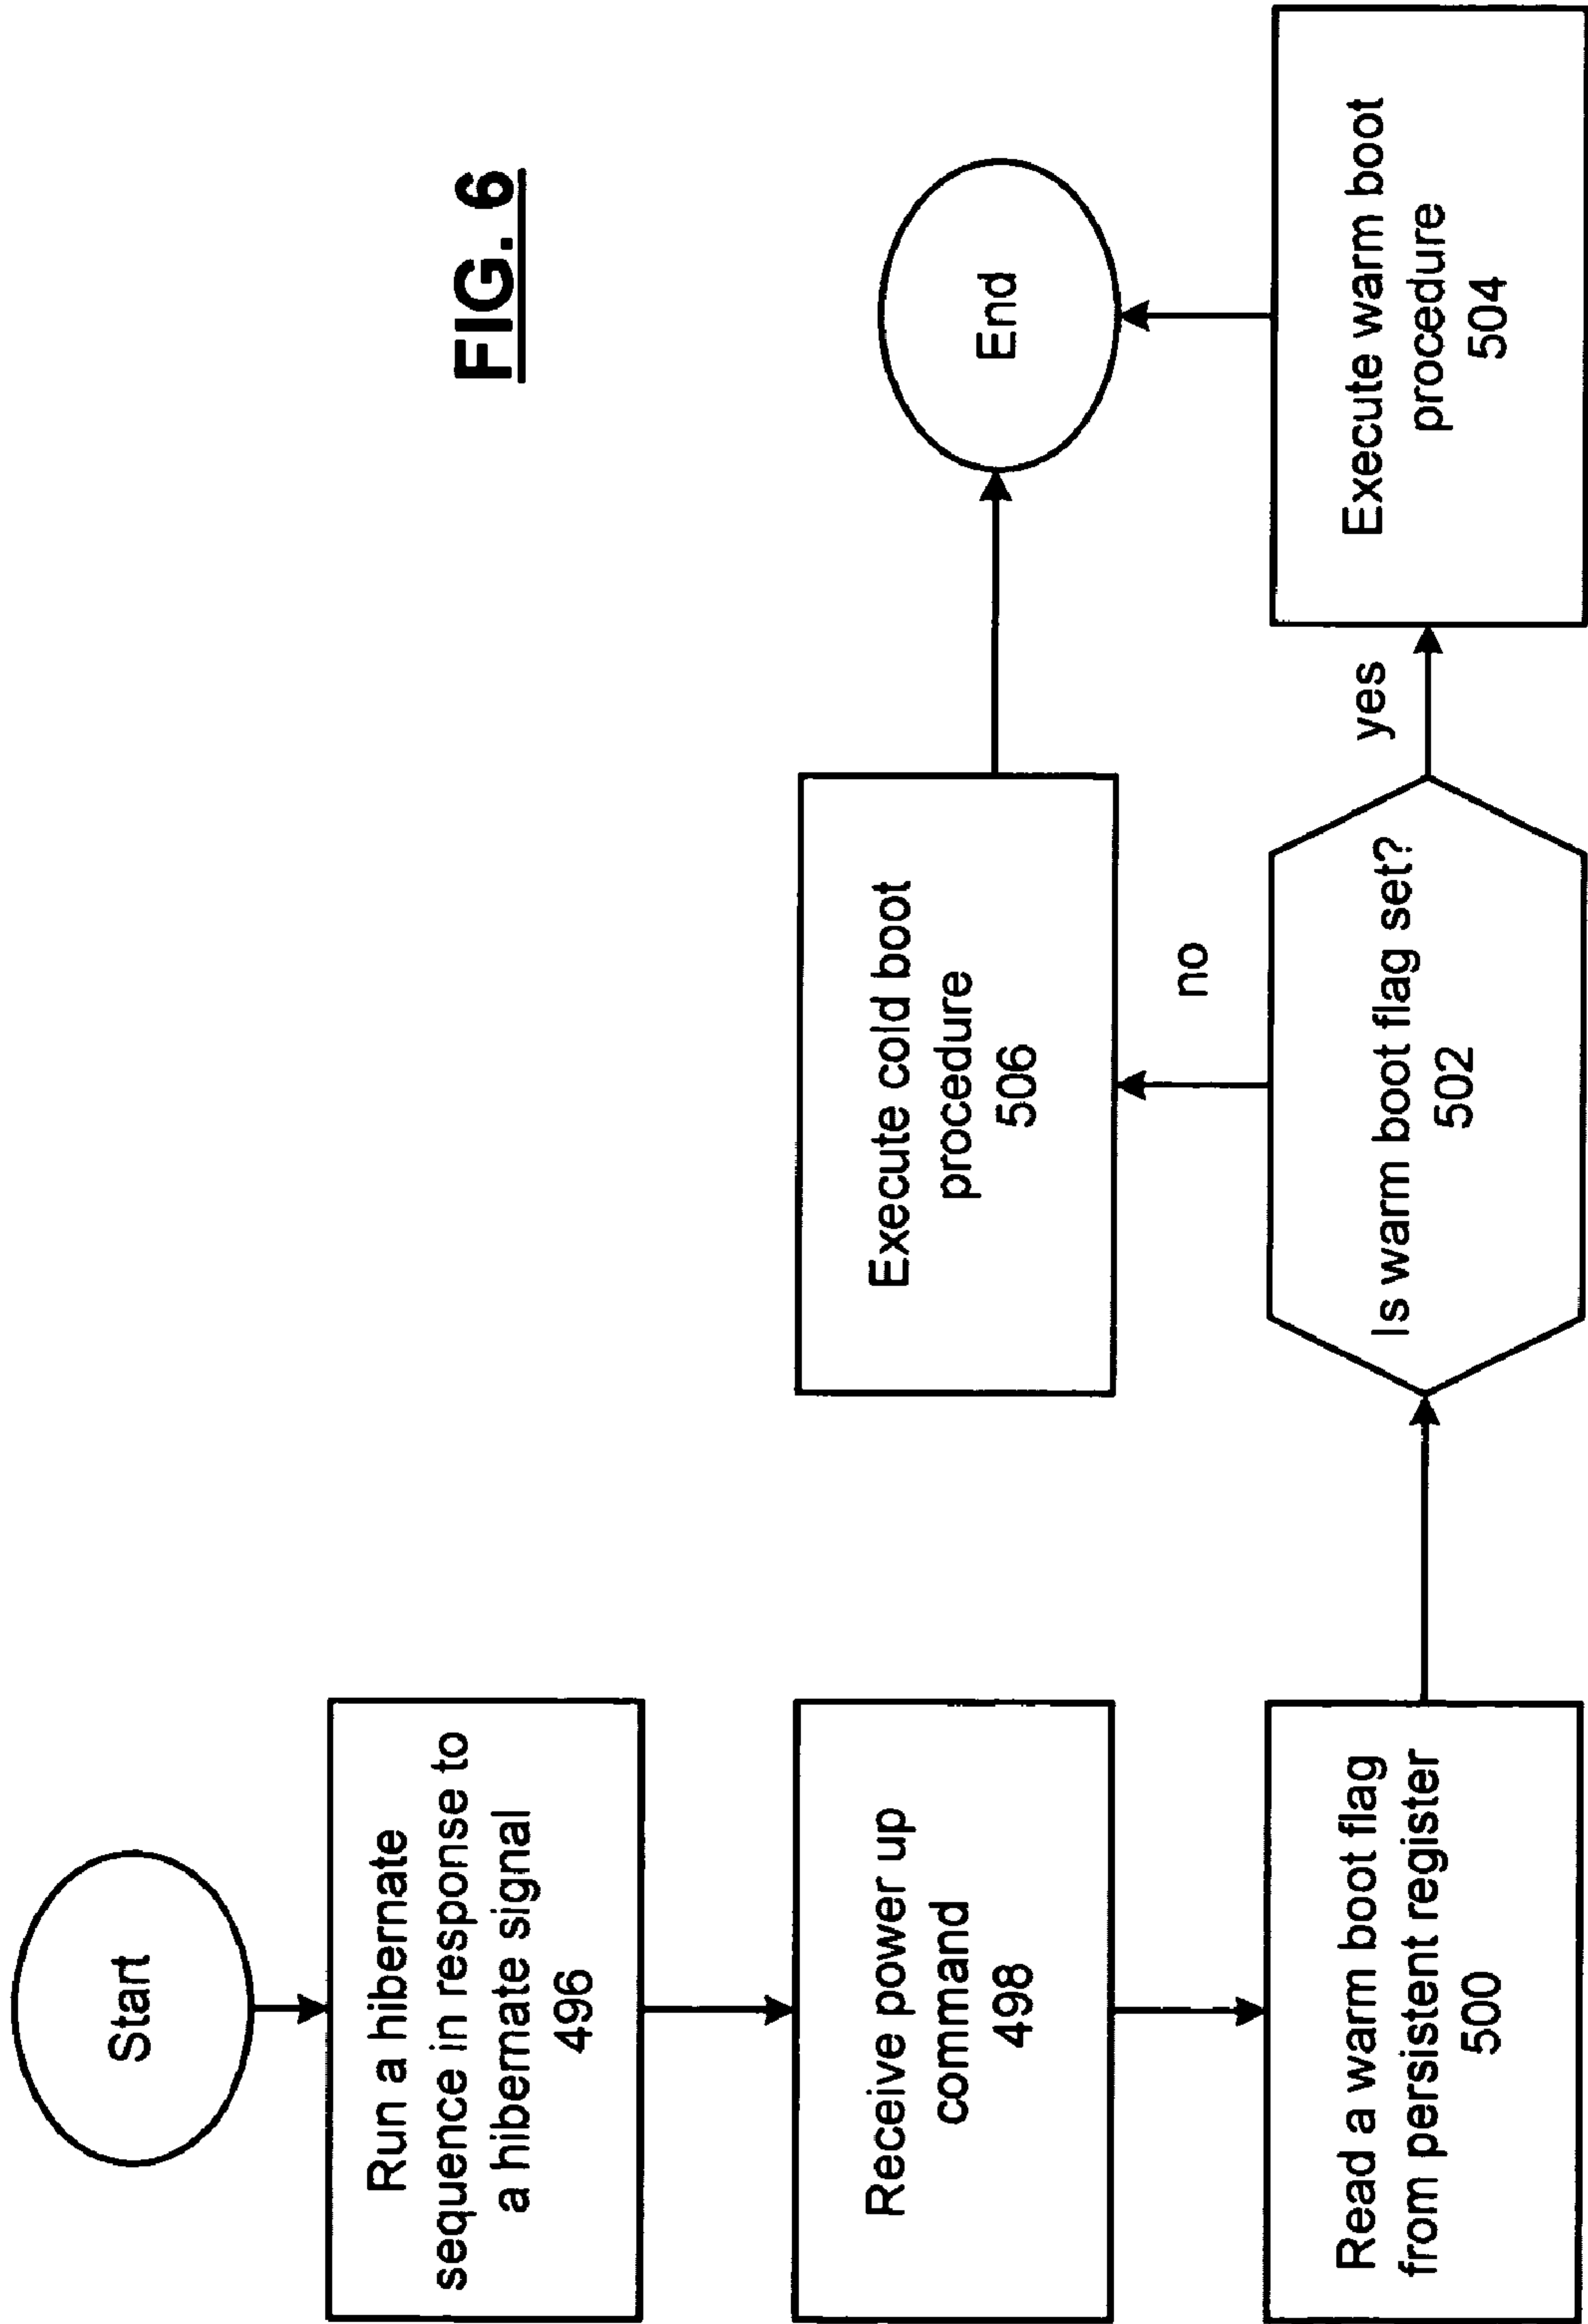 FIG. 6
Start
Run a hibernate
sequence in response to
a hibernate signal
496
Receive power up
command
498
Read a warm boot flag
from persistent register
500
Is warm boot flag set?
502
no
yes
Execute cold boot
procedure
506
Execute warm boot
procedure
504
End